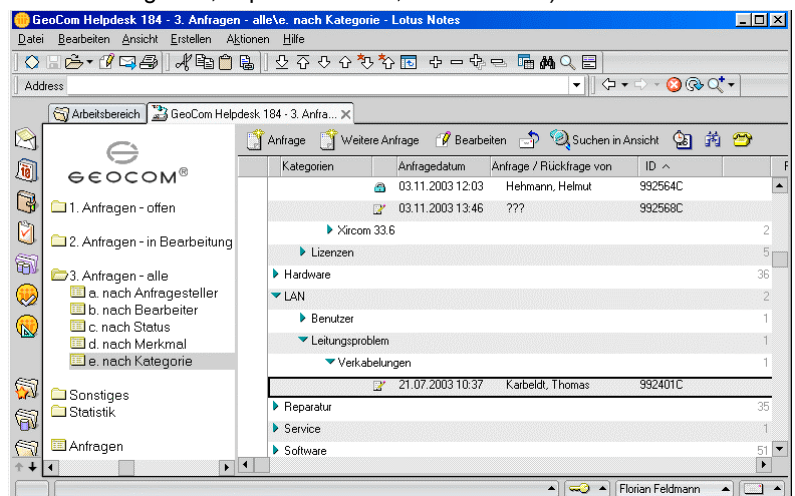 GeoCom Helpdesk 184 - 3. Anfragen - alle\e. nach Kategorie - Lotus Notes
Datei Bearbeiten Ansicht Erstellen Aktionen Hilfe
Address
Arbeitsbereich GeoCom Helpdesk 184 - 3. Anfra...
Anfrage Weitere Anfrage Bearbeiten Suchen in Ansicht
GEOCOM®
1. Anfragen - offen
2. Anfragen - in Bearbeitung
3. Anfragen - alle
a. nach Anfragesteller
b. nach Bearbeiter
c. nach Status
d. nach Merkmal
e. nach Kategorie
Sonstiges
Statistik
Anfragen
Kategorien Anfragedatum Anfrage / Rückfrage von ID
03.11.2003 12:03 Hehmann, Helmut 992564C
03.11.2003 13:46 ??? 992568C
Xircom 33.6 2
Lizenzen 5
Hardware 36
LAN 2
Benutzer 1
Leitungsproblem 1
Verkabelungen 1
21.07.2003 10:37 Karbeldt, Thomas 992401C
Reparatur 35
Service 1
Software 51
Florian Feldmann